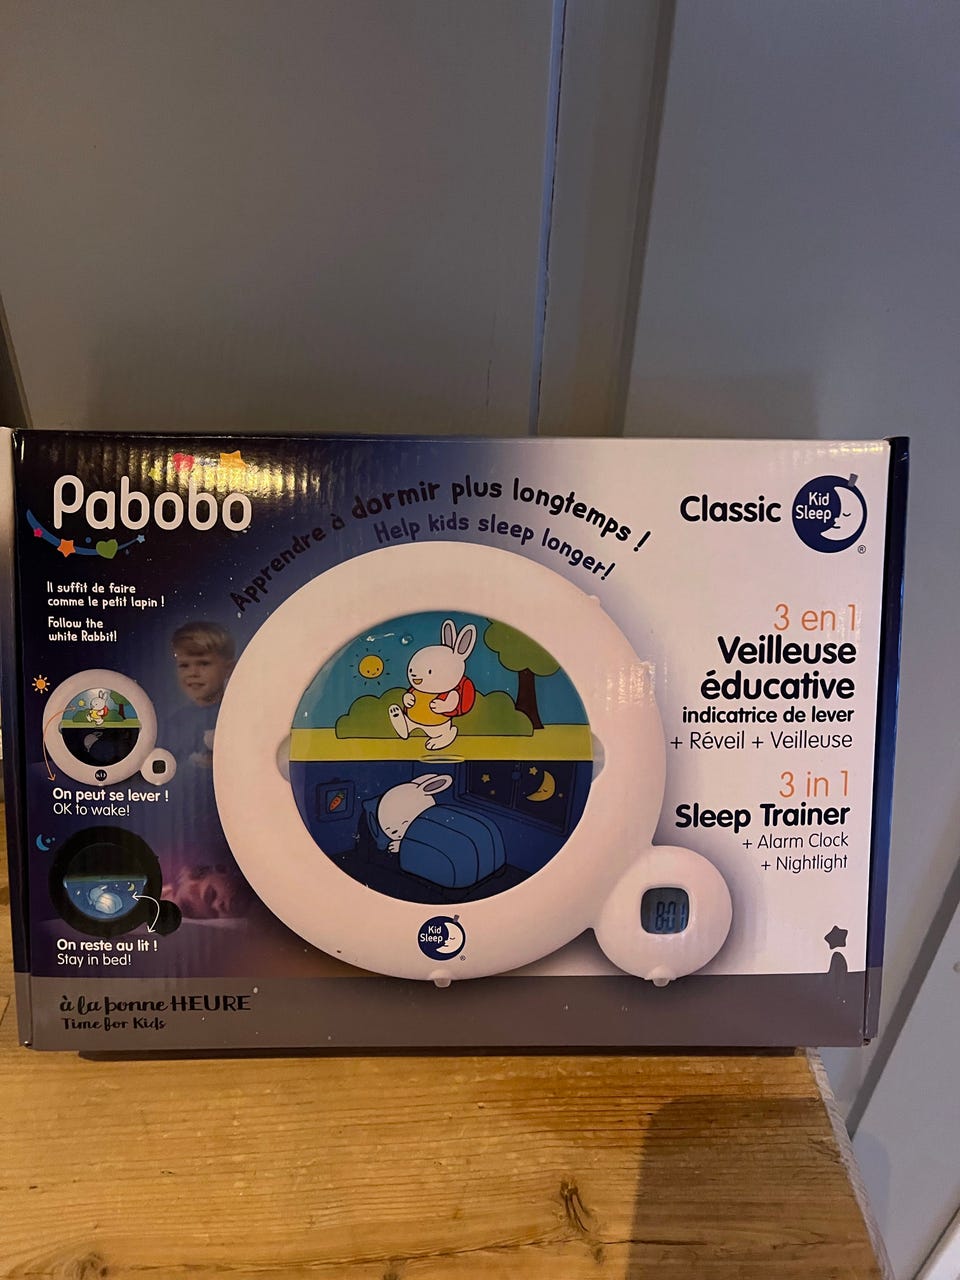 Pabobo
Apprendre à dormir plus longtemps !
Help kids sleep longer!
Classic
Kid
Sleep
®
Il suffit de faire
comme le petit lapin !
Follow the
white Rabbit!
3 en 1
Veilleuse
éducative
indicatrice de lever
+ Réveil + Veilleuse
3 in 1
Sleep Trainer
+ Alarm Clock
+ Nightlight
On peut se lever !
OK to wake!
On reste au lit !
Stay in bed!
Kid
Sleep
®
8:01
à la bonne HEURE
Time for Kids